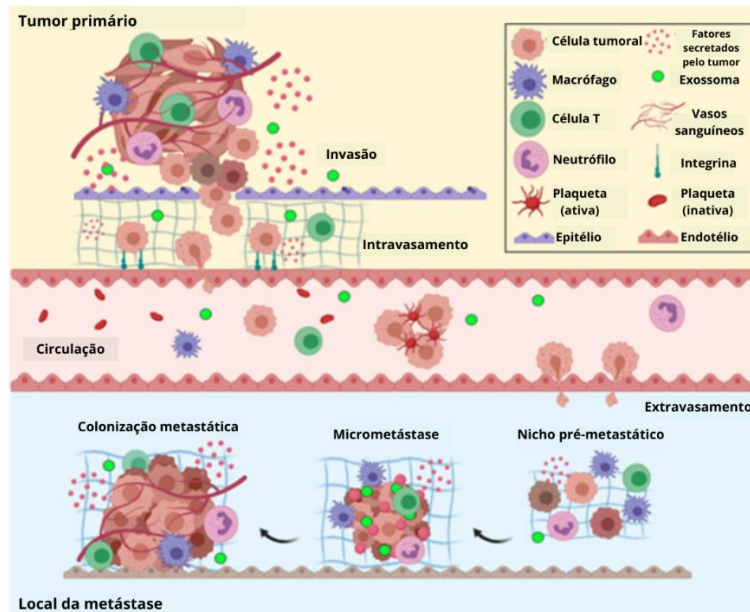 Tumor primário
Célula tumoral
Fatores
secretados
pelo tumor
Macrófago
Exossoma
Célula T
Vasos
sanguíneos
Neutrófilo
Integrina
Plaqueta
(ativa)
Plaqueta
(inativa)
Epitélio
Endotélio
Invasão
Intravasamento
Circulação
Extravasamento
Colonização metastática
Micrometástase
Nicho pré-metastático
Local da metástase